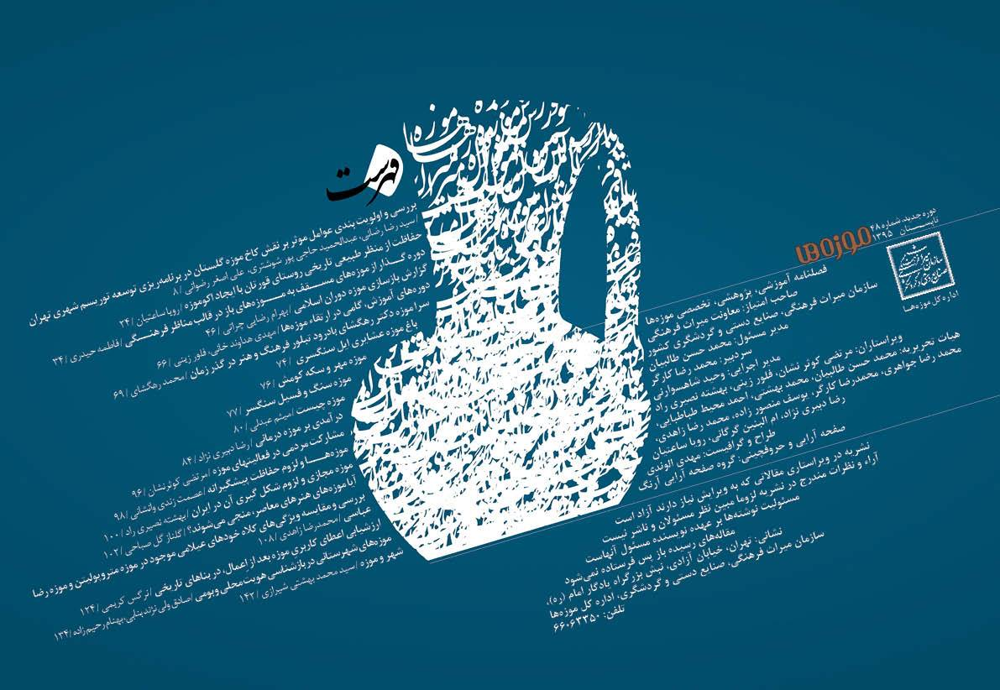 دوره جدید، شماره ۴۸
تابستان ۱۳۹۵
موزه‌ها
اداره کل موزه‌ها
فصلنامه آموزشی، پژوهشی، تخصصی موزه‌ها
صاحب امتیاز: معاونت میراث فرهنگی
سازمان میراث فرهنگی، صنایع دستی و گردشگری کشور
مدیر مسئول: محمد حسن طالبیان
سردبیر: محمد رضا کارگر
مدیر اجرایی: وحید شاهسوارنی
ویراستاران: مرتضی کوثر نشان، فلور زینی، بهشته نصیری راد
هیات تحریریه: محمد حسن طالبیان، محمد بهشتی، احمد محیط طباطبایی،
محمد رضا جواهری، محمدرضا کارگر، یوسف منصور زاده، محمد رضا زاهدی،
رضا دبیری نژاد، ام البنین گرگانی، رویا ساعتیان
طراح و گرافیست: مهدی الوندی
صفحه آرایی و حروفچینی: گروه صفحه آرایی ارنگ
نشریه در ویراستاری مقالاتی که به ویرایش نیاز دارند آزاد است
آراء و نظرات مندرج در نشریه لزوما مبین نظر مسئولان و ناشر نیست
مسئولیت نوشته‌ها بر عهده نویسنده مسئول آنهاست
مقاله‌های رسیده باز پس فرستاده نمی‌شود
نشانی: تهران، خیابان آزادی، نبش بزرگراه یادگار امام (ره)،
سازمان میراث فرهنگی، صنایع دستی و گردشگری، اداره کل موزه‌ها
تلفن: ۶۶۰۶۳۳۵۰
فهرست
بررسی و اولویت بندی عوامل موثر بر نقش کاخ موزه گلستان در برنامه‌ریزی توسعه توریسم شهری تهران
/سید رضا رضائی، عبدالحمید حاجی پور شوشتری، علی اصغر رضوانی /۸
حفاظت از منظر طبیعی تاریخی روستای قورتان با ایجاد اکوموزه /رویا ساعتیان /۲۴
دوره گذار از موزه‌های مسقف به موزه‌های باز در قالب مناظر فرهنگی /فاطمه حیدری /۳۴
گزارش بازسازی موزه دوران اسلامی /بهرام رضایی چرانی /۴۶
دوره‌های آموزش، گامی در ارتقاء موزه‌ها /مهدی هداوند خانی، فلور زینی /۶۶
سرا موزه دکتر رهگشای بادرود تبلور فرهنگ و هنر در گذر زمان /محمد رهگشای /۶۹
باغ موزه عشایری ایل سنگسری /۷۴
موزه مهر و سکه کومش /۷۶
موزه سنگ و فسیل سنگسر /۷۷
موزه چیست /میثم عبدلی /۸۰
در آمدی بر موزه درمانی /رضا دبیری نژاد /۸۴
مشارکت مردمی در فعالیتهای موزه /مرتضی کوثرنشان /۹۶
موزه‌ها و لزوم حفاظت پیشگیرانه /عصمت زندی وانشانی /۹۸
موزه مجازی و لزوم شکل گیری آن در ایران /بهشته نصیری راد /۱۰۰
آیا موزه‌های هنرهای معاصر، منجی می‌شوند؟ /گلناز گل صباحی /۱۰۲
بررسی و مقایسه ویژگی‌های کلاه خودهای عیلامی موجود در موزه متروپولیتن و موزه رضا
عباسی /محمدرضا زاهدی /۱۰۸
ارزشیابی اعطای کاربری موزه بعد از اعمال، در بناهای تاریخی /نرگس کریمی /۱۲۴
موزه‌های شهرستانی در بازشناسی هویت محلی و بومی /صادق ولی نژند بنایی، بهنام رحیم زاده /۱۳۴
شهر و موزه /سید محمد بهشتی شیرازی /۱۴۲